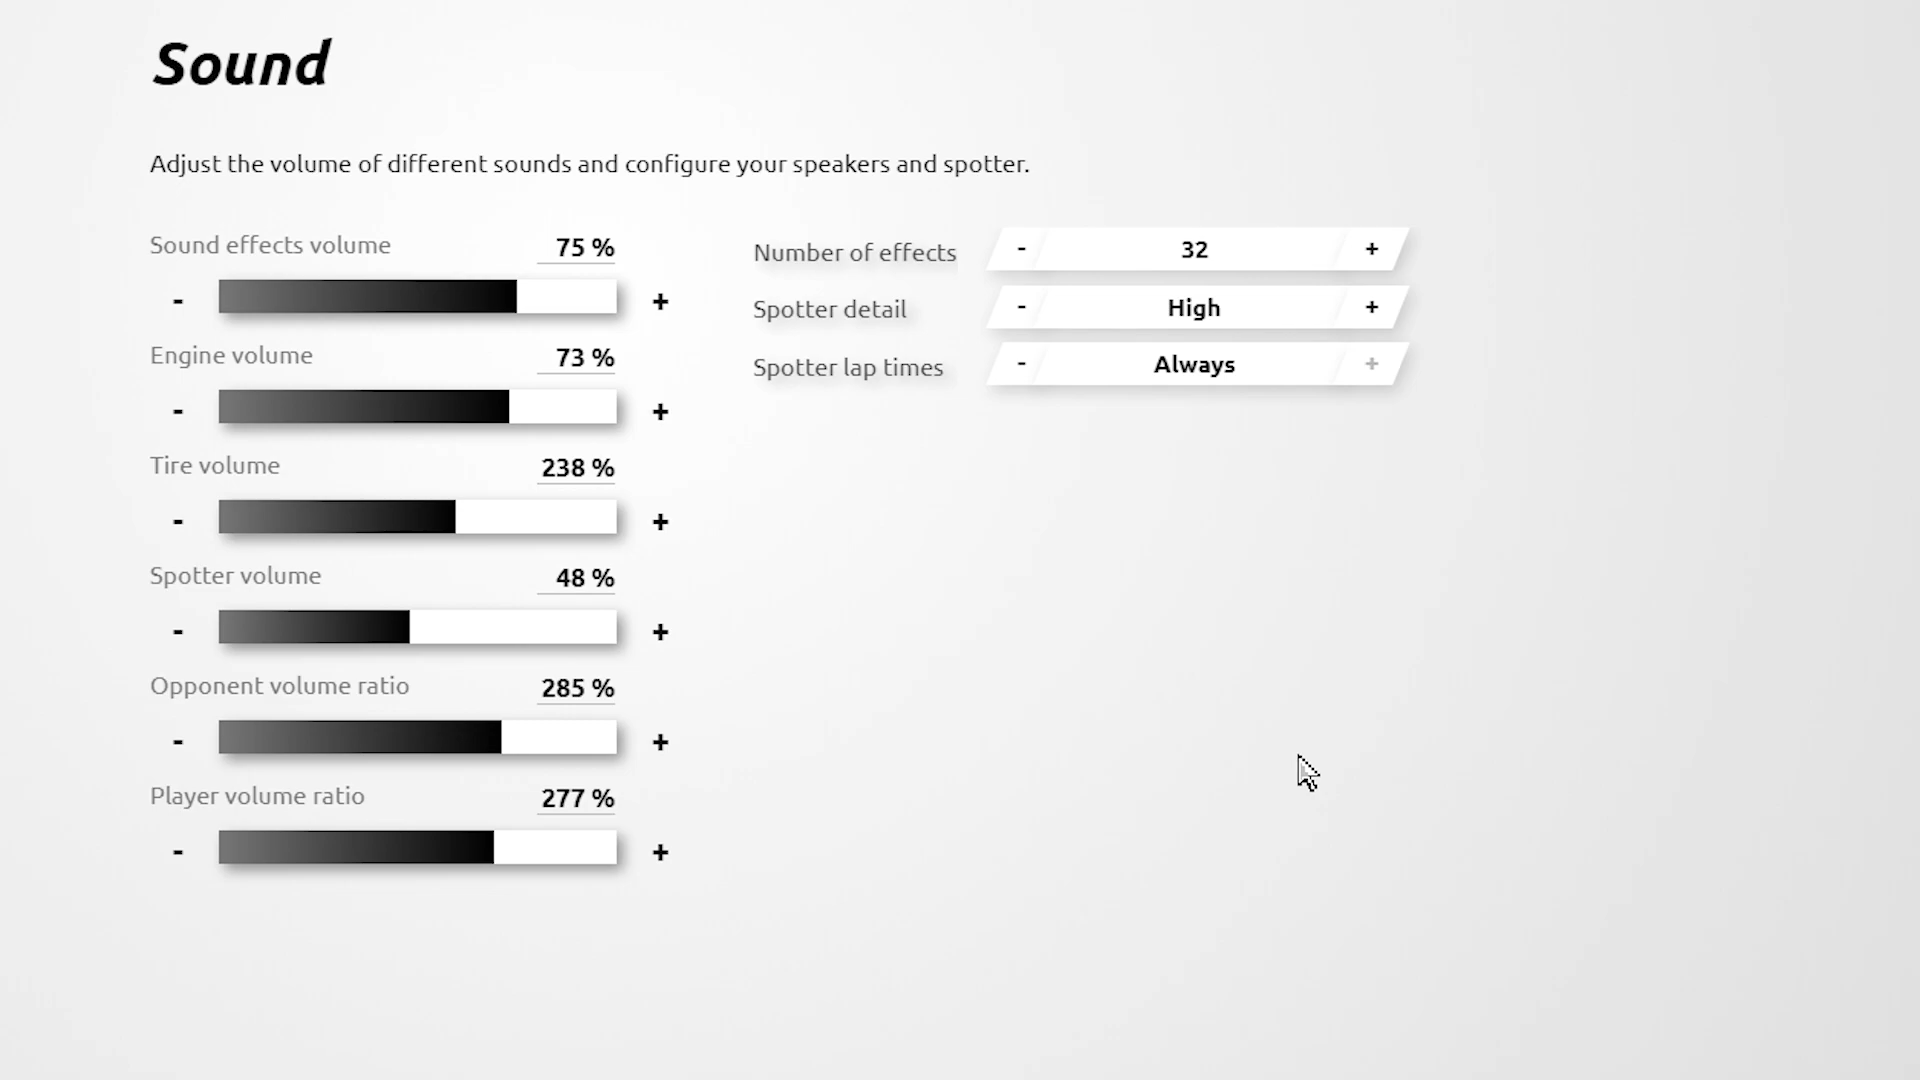 Sound
Adjust the volume of different sounds and configure your speakers and spotter.
Sound effects volume 75 %
- +
Engine volume 73 %
- +
Tire volume 238 %
- +
Spotter volume 48 %
- +
Opponent volume ratio 285 %
- +
Player volume ratio 277 %
- +
Number of effects - 32 +
Spotter detail - High +
Spotter lap times - Always +